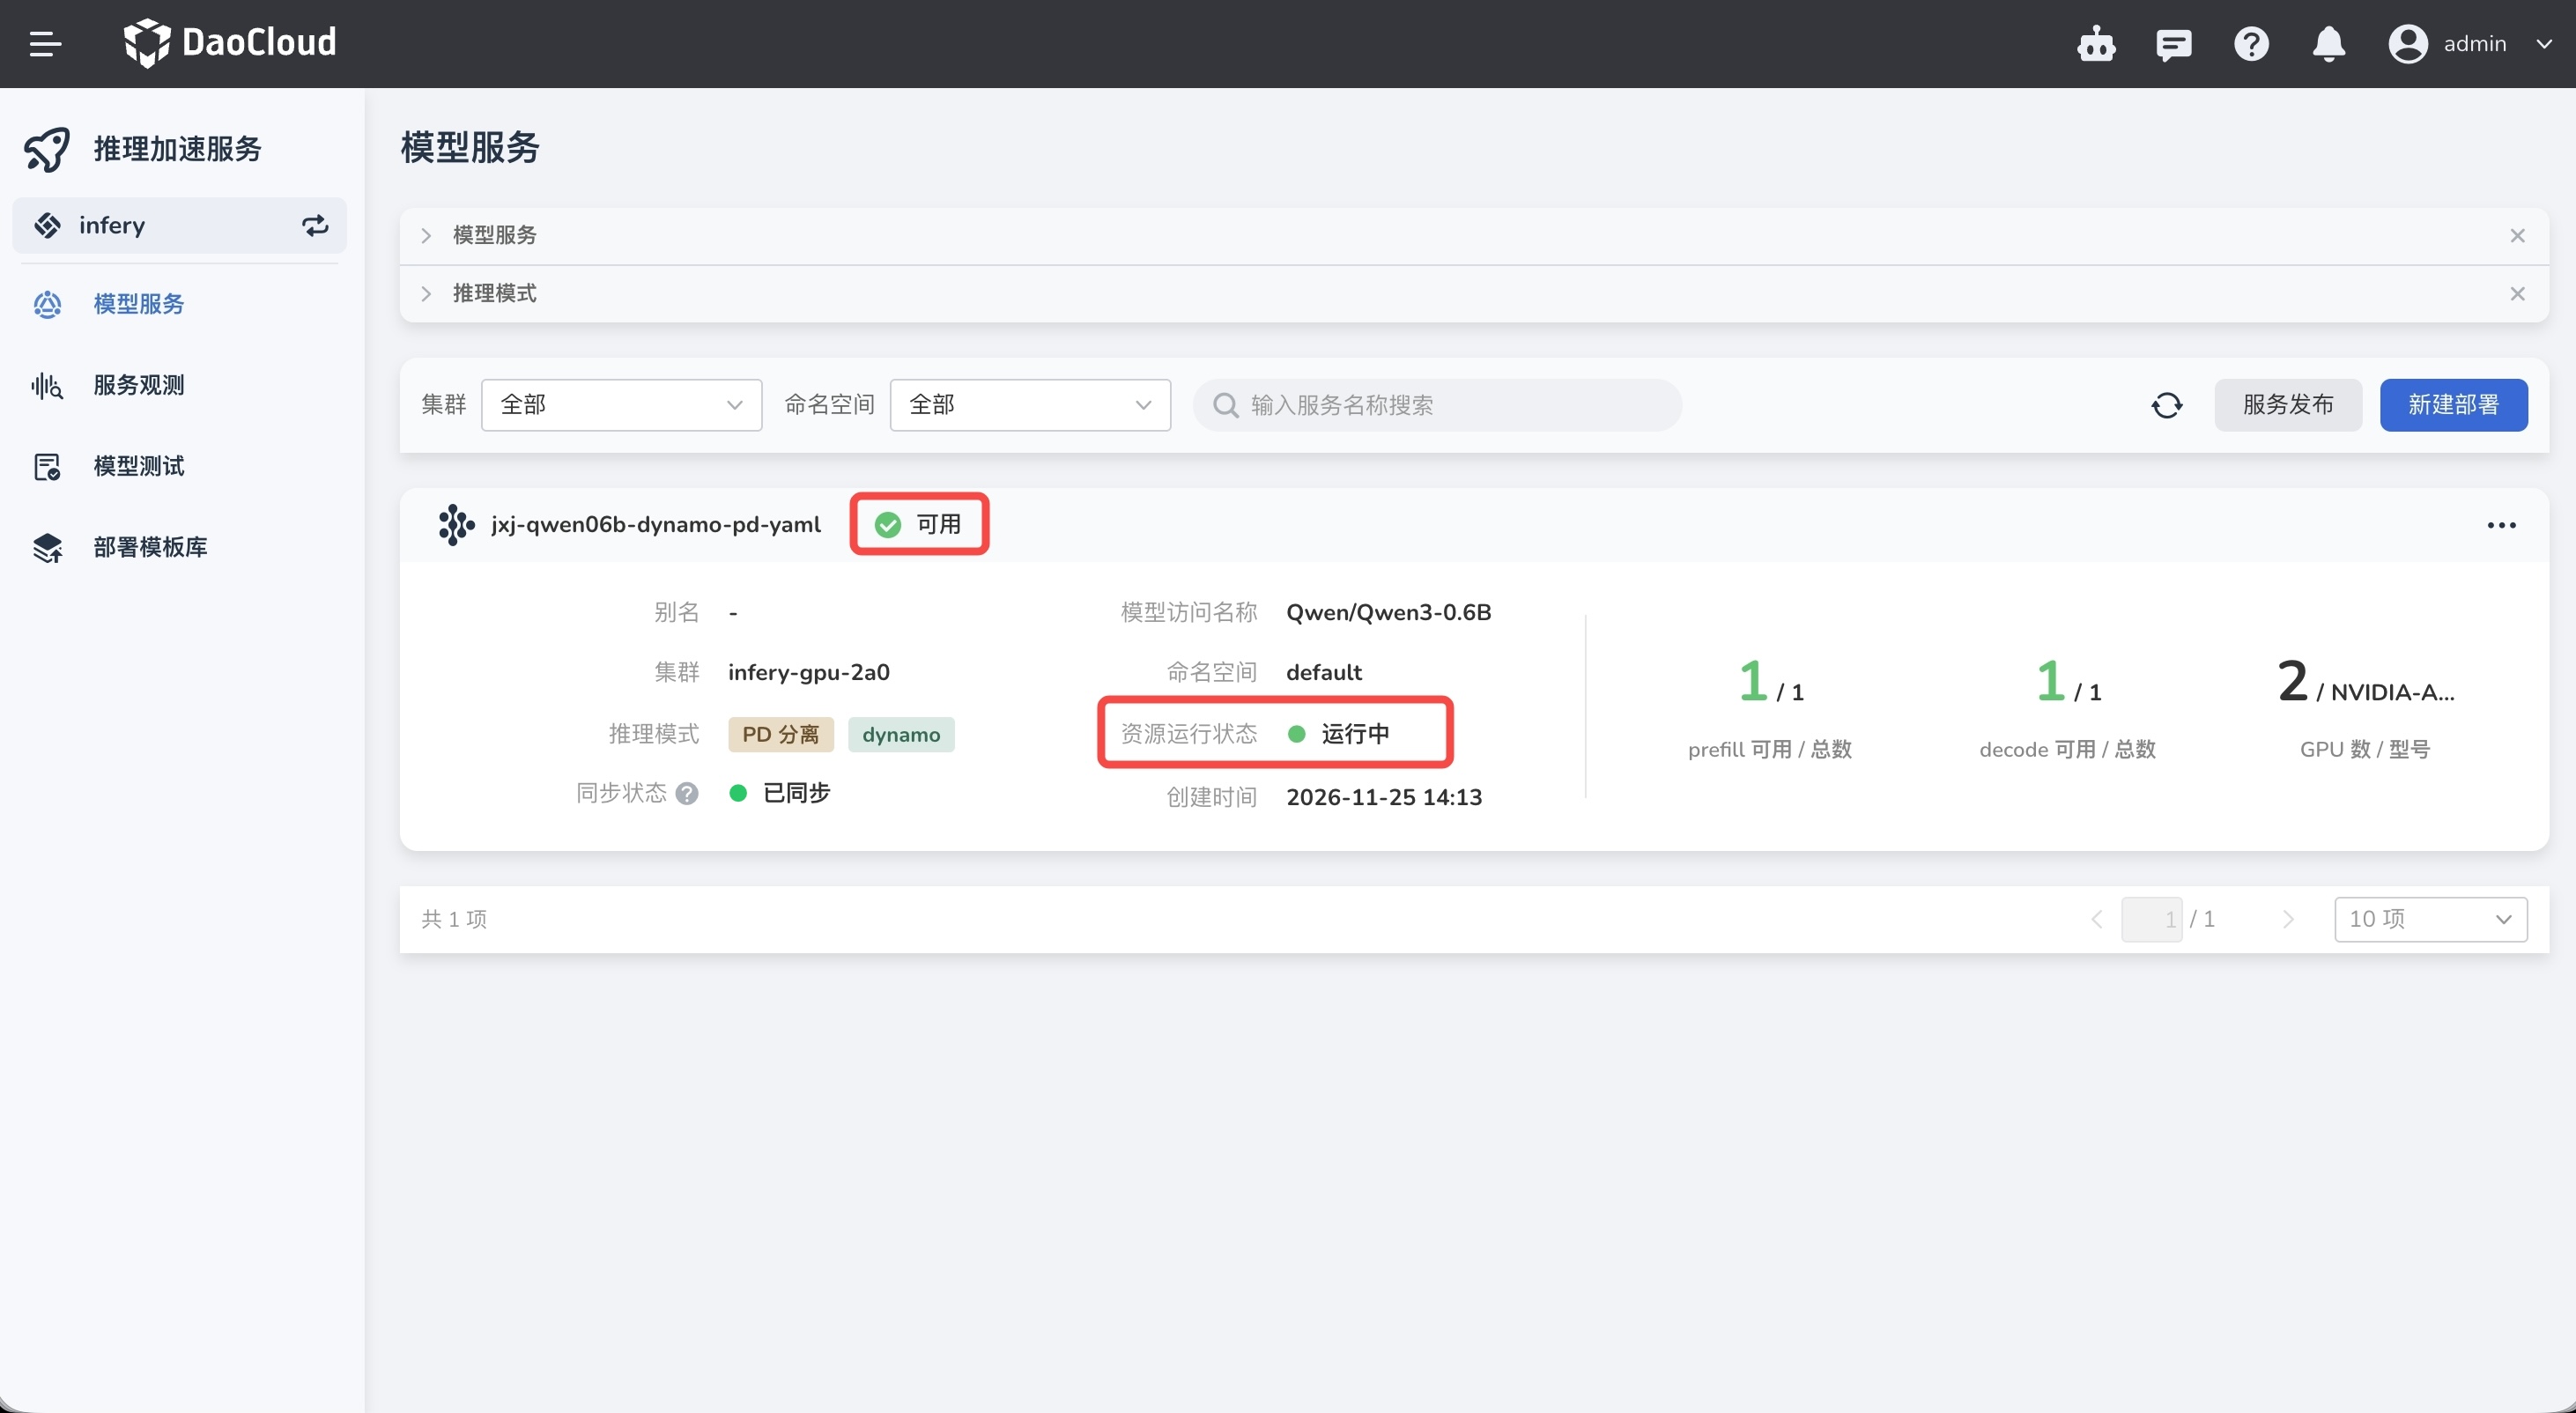 DaoCloud
admin
推理加速服务
infery
模型服务
服务观测
模型测试
部署模板库
模型服务
模型服务
推理模式
集群 全部 命名空间 全部 输入服务名称搜索 服务发布 新建部署
jxj-qwen06b-dynamo-pd-yaml 可用
别名 - 模型访问名称 Qwen/Qwen3-0.6B
集群 infery-gpu-2a0 命名空间 default
推理模式 PD 分离 dynamo 资源运行状态 运行中
同步状态 ? 已同步 创建时间 2026-11-25 14:13
1 / 1 1 / 1 2 / NVIDIA-A...
prefill 可用 / 总数 decode 可用 / 总数 GPU 数 / 型号
共 1 项 1 / 1 10 项